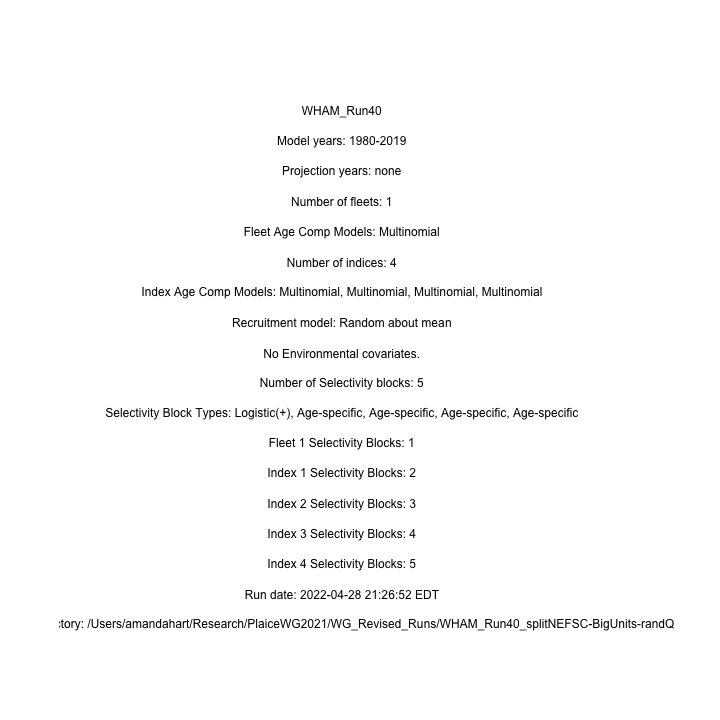 WHAM_Run40
Model years: 1980-2019
Projection years: none
Number of fleets: 1
Fleet Age Comp Models: Multinomial
Number of indices: 4
Index Age Comp Models: Multinomial, Multinomial, Multinomial, Multinomial
Recruitment model: Random about mean
No Environmental covariates.
Number of Selectivity blocks: 5
Selectivity Block Types: Logistic(+), Age-specific, Age-specific, Age-specific, Age-specific
Fleet 1 Selectivity Blocks: 1
Index 1 Selectivity Blocks: 2
Index 2 Selectivity Blocks: 3
Index 3 Selectivity Blocks: 4
Index 4 Selectivity Blocks: 5
Run date: 2022-04-28 21:26:52 EDT
ctory: /Users/amandahart/Research/PlaiceWG2021/WG_Revised_Runs/WHAM_Run40_splitNEFSC-BigUnits-randQ